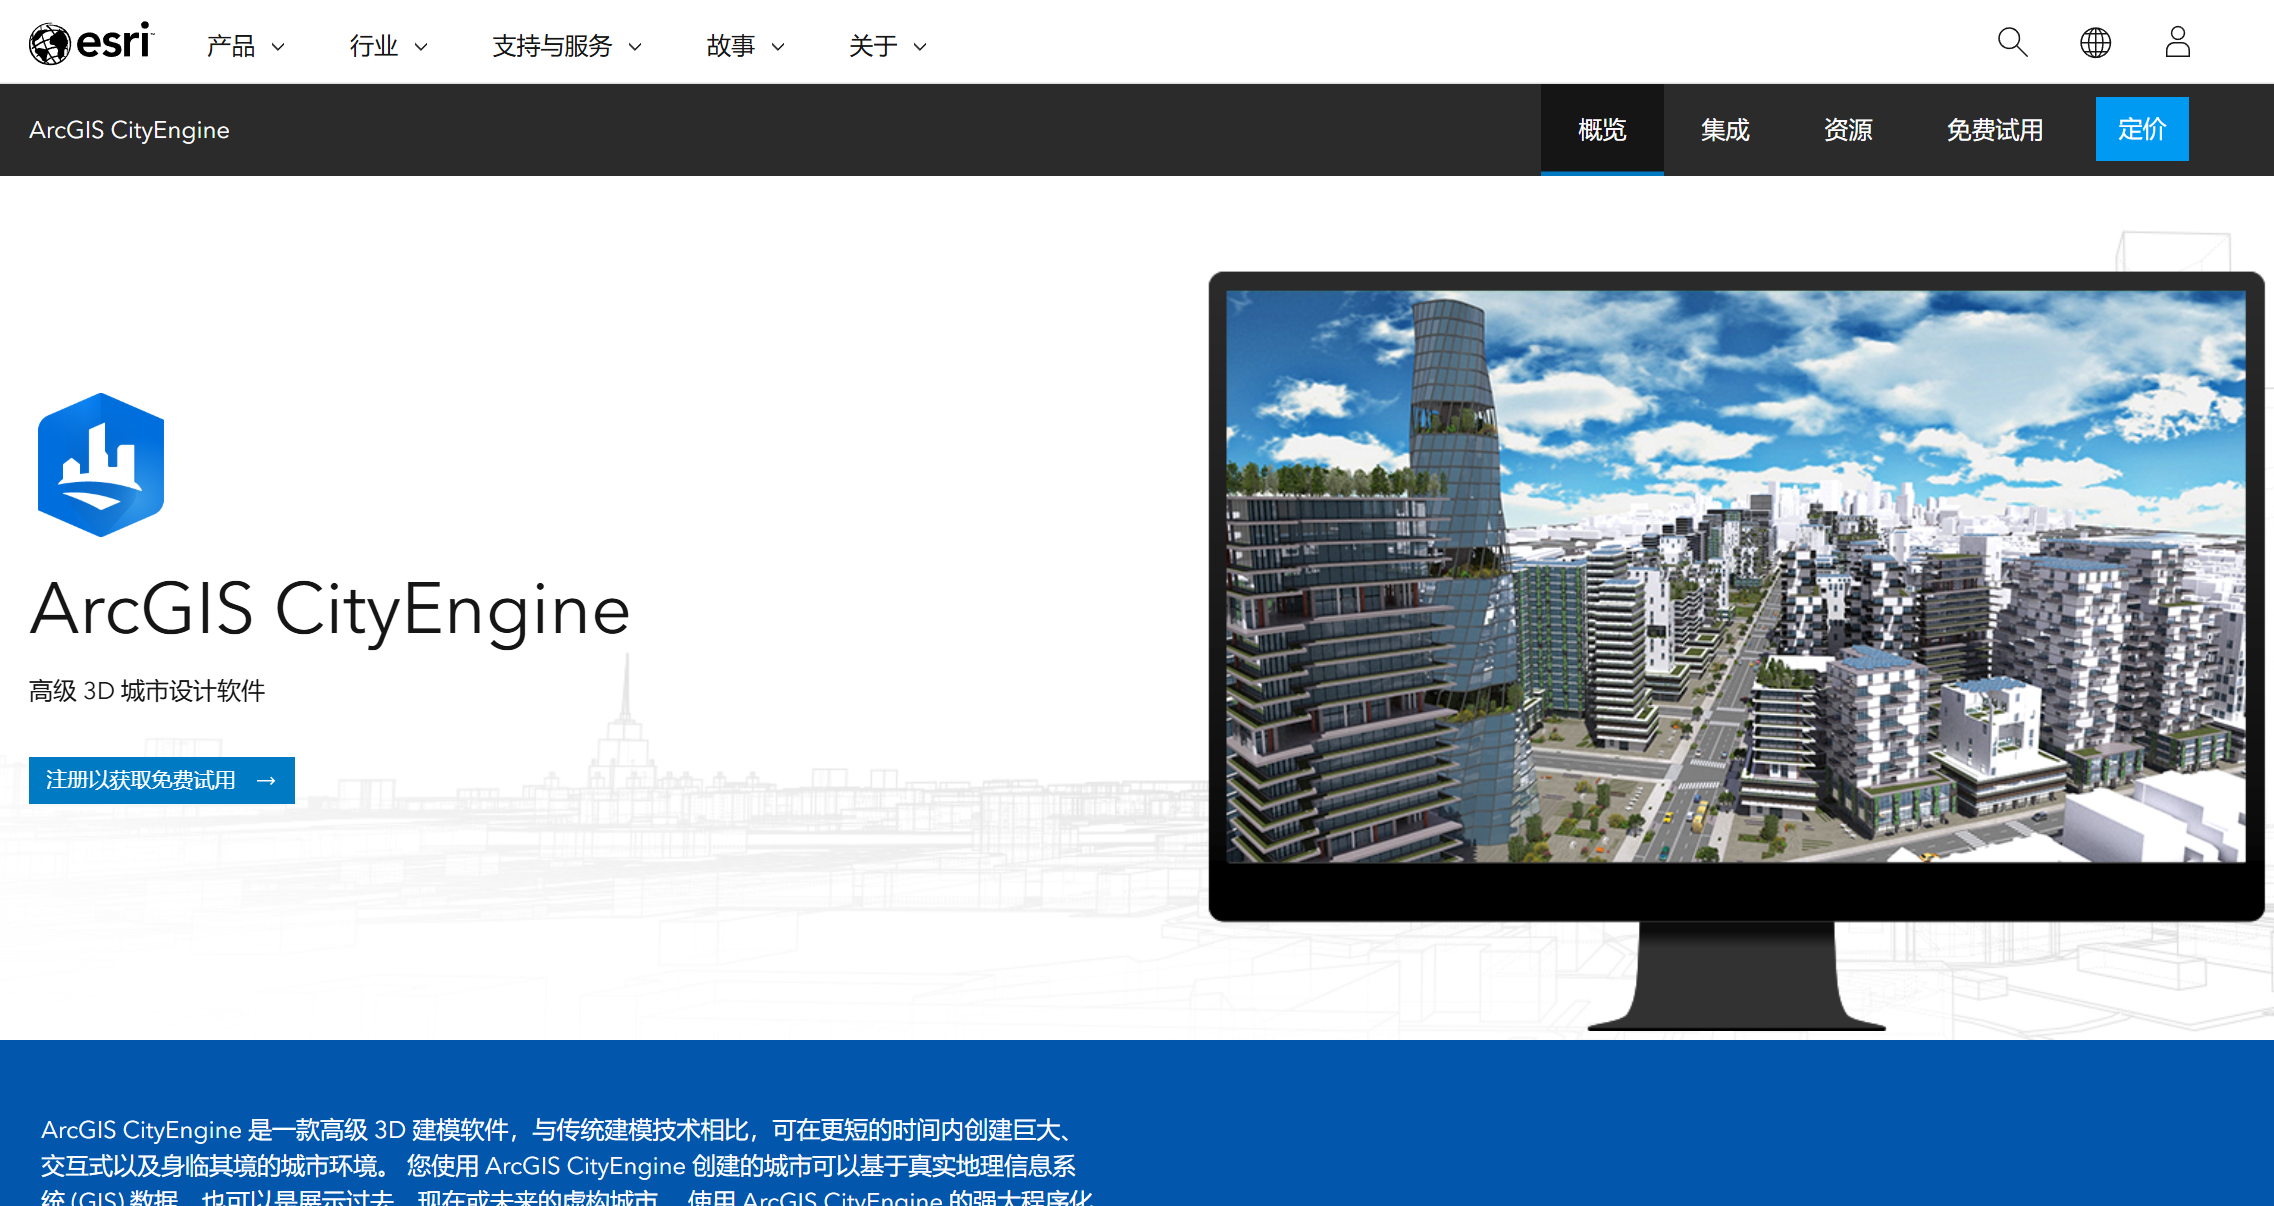 esri
产品
行业
支持与服务
故事
关于
ArcGIS CityEngine
概览
集成
资源
免费试用
定价
ArcGIS CityEngine
高级 3D 城市设计软件
注册以获取免费试用 →
ArcGIS CityEngine 是一款高级 3D 建模软件，与传统建模技术相比，可在更短的时间内创建巨大、
交互式以及身临其境的城市环境。 您使用 ArcGIS CityEngine 创建的城市可以基于真实地理信息系
统 (GIS) 数据，也可以是展示过去、现在或未来的虚构城市。 使用 ArcGIS CityEngine 的强大程序化